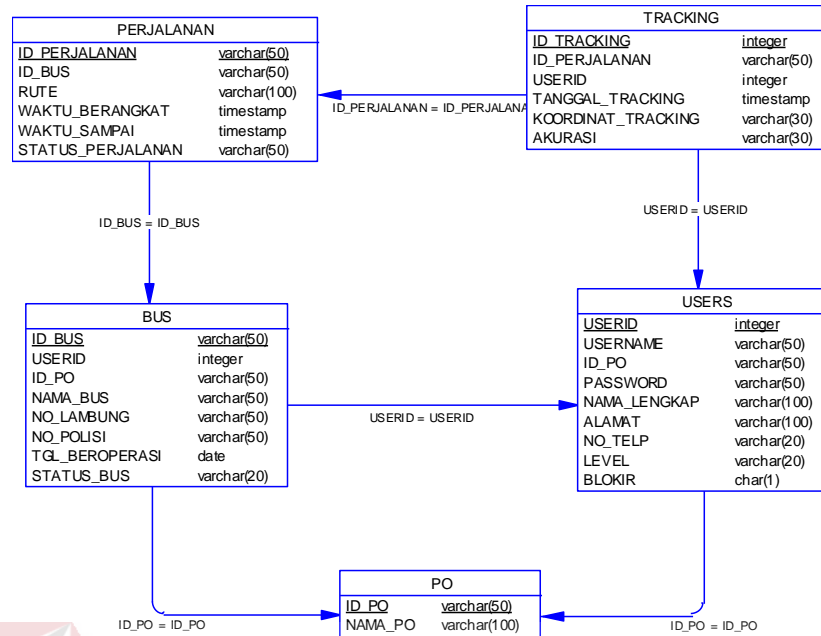 PERJALANAN
ID_PERJALANAN varchar(50)
ID_BUS varchar(50)
RUTE varchar(100)
WAKTU_BERANGKAT timestamp
WAKTU_SAMPAI timestamp
STATUS_PERJALANAN varchar(50)
TRACKING
ID_TRACKING integer
ID_PERJALANAN varchar(50)
USERID integer
TANGGAL_TRACKING timestamp
KOORDINAT_TRACKING varchar(30)
AKURASI varchar(30)
ID_PERJALANAN = ID_PERJALANA
ID_BUS = ID_BUS
USERID = USERID
BUS
ID_BUS varchar(50)
USERID integer
ID_PO varchar(50)
NAMA_BUS varchar(50)
NO_LAMBUNG varchar(50)
NO_POLISI varchar(50)
TGL_BEROPERASI date
STATUS_BUS varchar(20)
USERID = USERID
USERS
USERID integer
USERNAME varchar(50)
ID_PO varchar(50)
PASSWORD varchar(50)
NAMA_LENGKAP varchar(100)
ALAMAT varchar(100)
NO_TELP varchar(20)
LEVEL varchar(20)
BLOKIR char(1)
PO
ID_PO varchar(50)
NAMA_PO varchar(100)
ID_PO = ID_PO
ID_PO = ID_PO